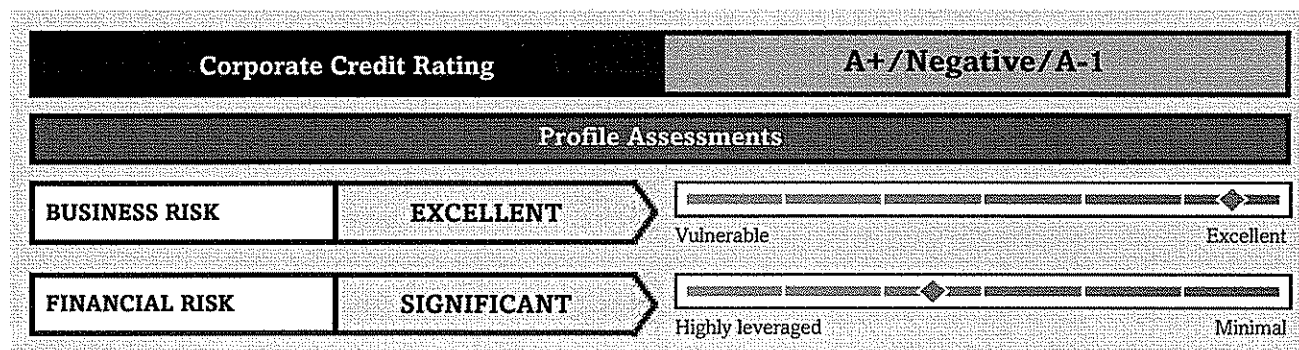 Corporate Credit Rating A+/Negative/A-1
Profile Assessments
BUSINESS RISK EXCELLENT
Vulnerable Excellent
FINANCIAL RISK SIGNIFICANT
Highly leveraged Minimal